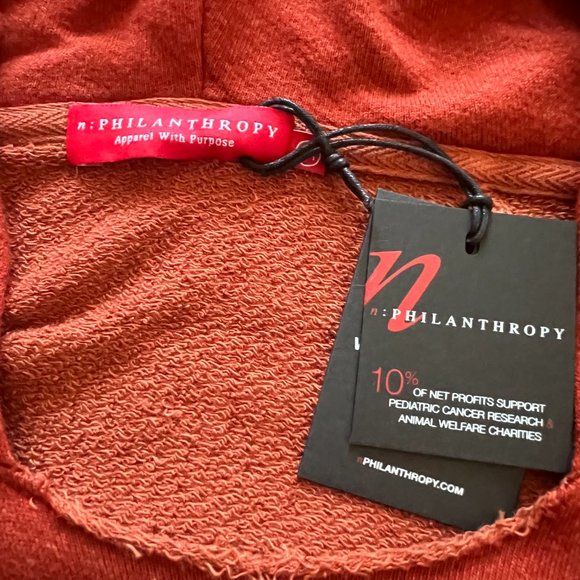 n:PHILANTHROPY
Apparel With Purpose
n
n:PHILANTHROPY
10%
OF NET PROFITS SUPPORT
PEDIATRIC CANCER RESEARCH &
ANIMAL WELFARE CHARITIES
nPHILANTHROPY.COM